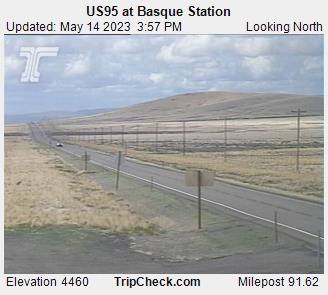 US95 at Basque Station
Updated: May 14 2023 3:57 PM Looking North
Elevation 4460 TripCheck.com Milepost 91.62